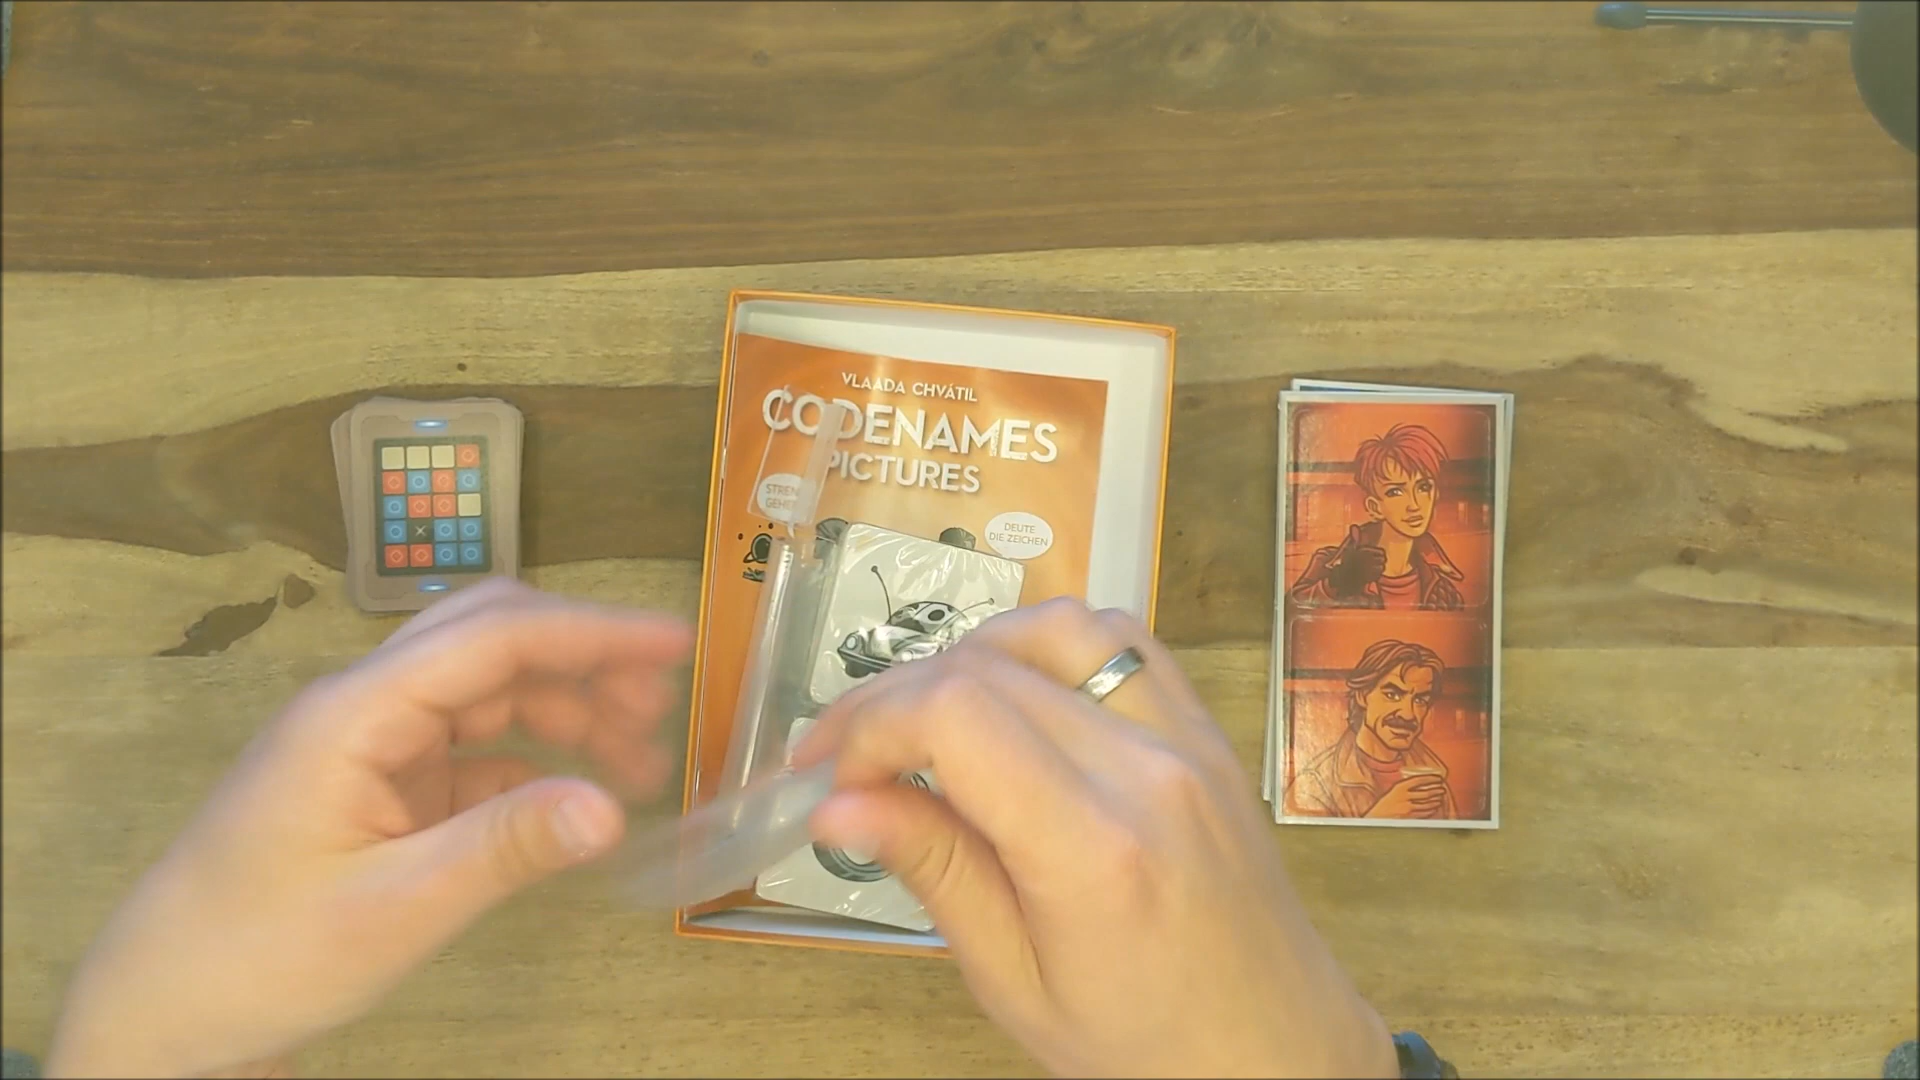 VLAADA CHVÁTIL
CODENAMES
PICTURES
DEUTE
DIE ZEICHEN